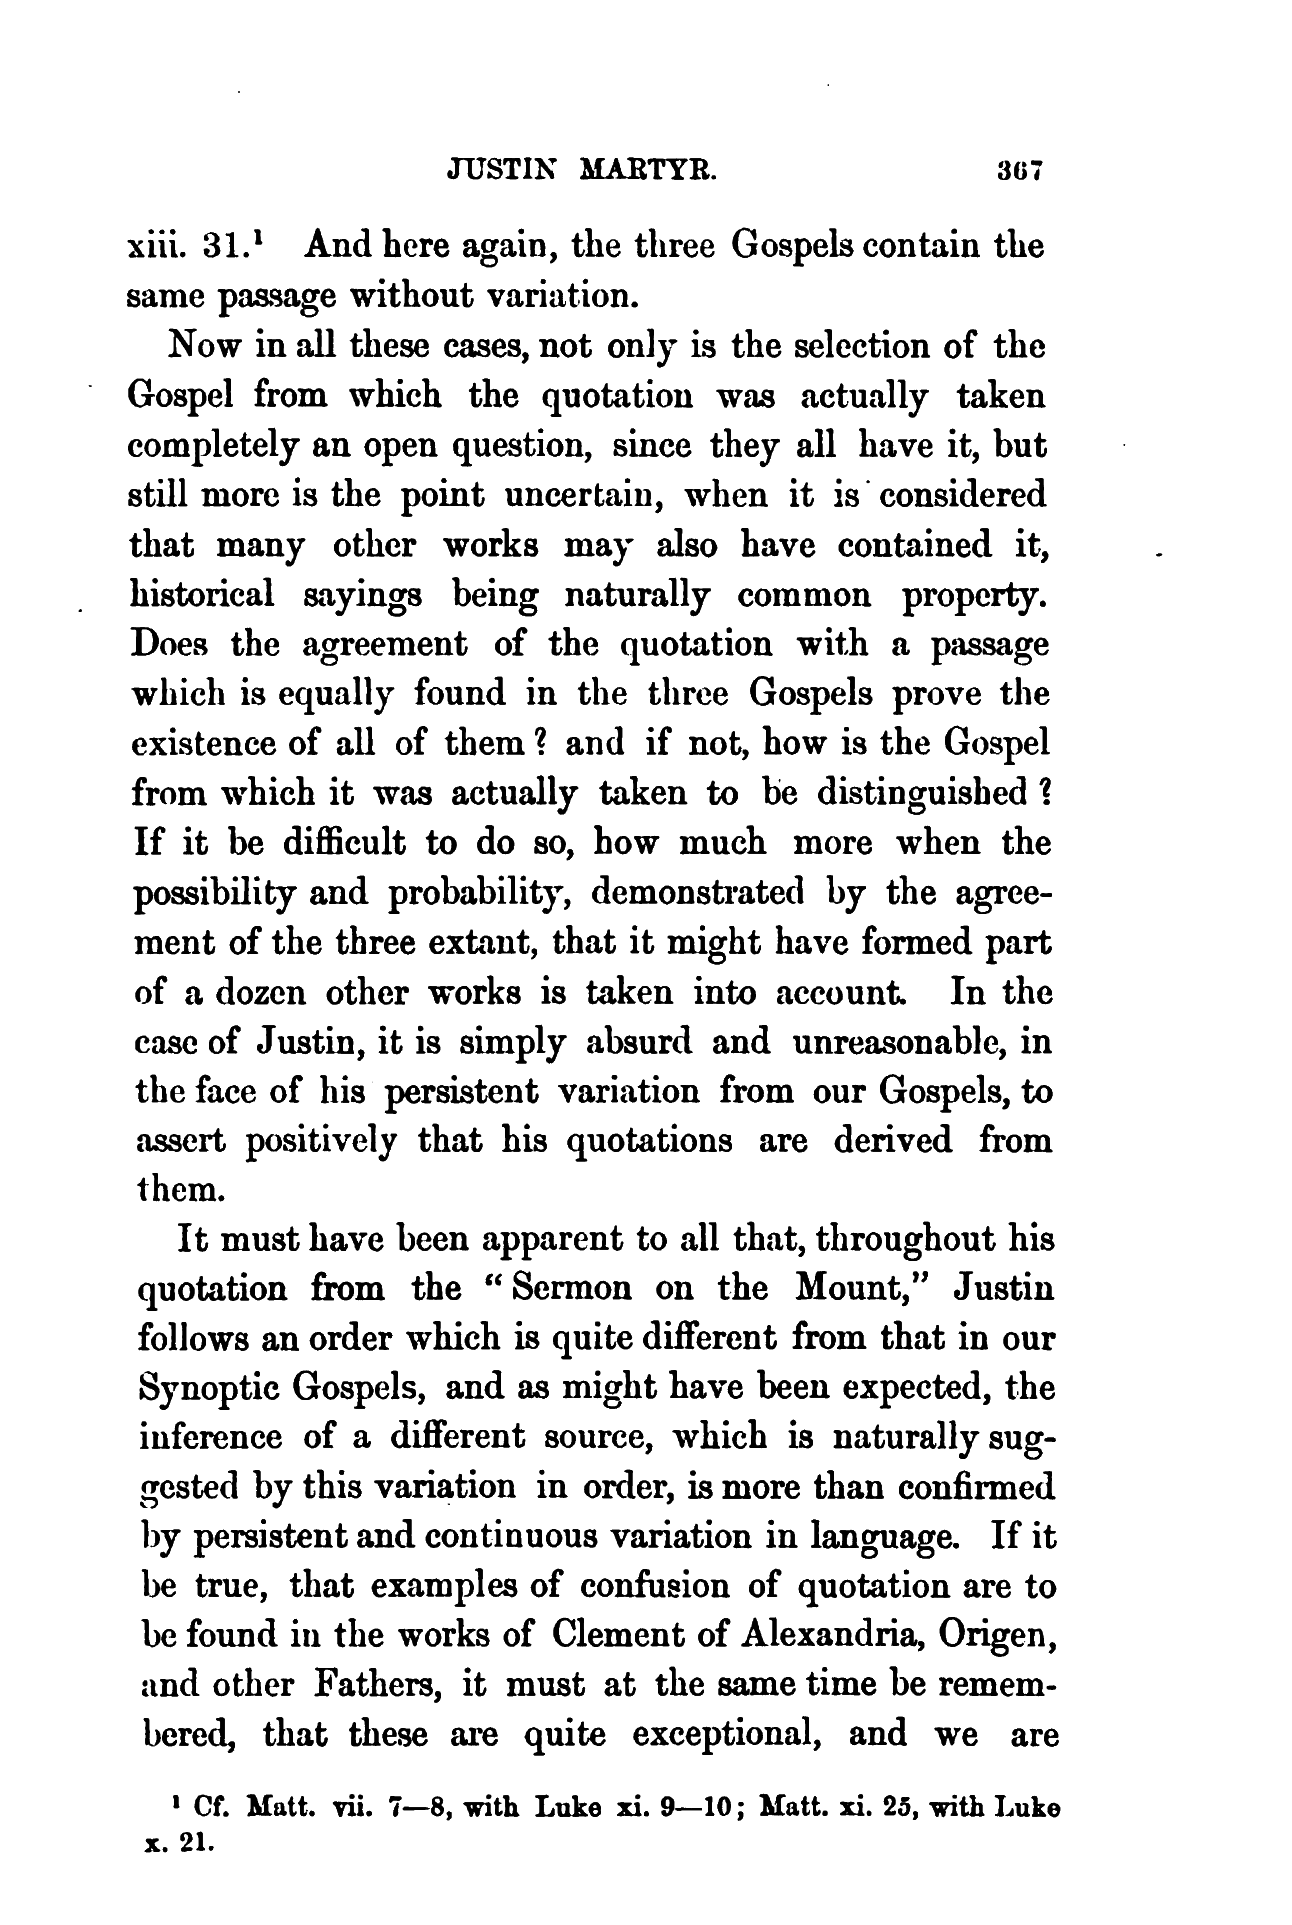 JUSTIN MARTYR. 367
xiii. 31.¹ And here again, the three Gospels contain the
same passage without variation.
Now in all these cases, not only is the selection of the
Gospel from which the quotation was actually taken
completely an open question, since they all have it, but
still more is the point uncertain, when it is considered
that many other works may also have contained it,
historical sayings being naturally common property.
Does the agreement of the quotation with a passage
which is equally found in the three Gospels prove the
existence of all of them? and if not, how is the Gospel
from which it was actually taken to be distinguished?
If it be difficult to do so, how much more when the
possibility and probability, demonstrated by the agree-
ment of the three extant, that it might have formed part
of a dozen other works is taken into account. In the
case of Justin, it is simply absurd and unreasonable, in
the face of his persistent variation from our Gospels, to
assert positively that his quotations are derived from
them.
It must have been apparent to all that, throughout his
quotation from the “Sermon on the Mount,” Justin
follows an order which is quite different from that in our
Synoptic Gospels, and as might have been expected, the
inference of a different source, which is naturally sug-
gested by this variation in order, is more than confirmed
by persistent and continuous variation in language. If it
be true, that examples of confusion of quotation are to
be found in the works of Clement of Alexandria, Origen,
and other Fathers, it must at the same time be remem-
bered, that these are quite exceptional, and we are
¹ Cf. Matt. vii. 7—8, with Luke xi. 9—10; Matt. xi. 25, with Luke
x. 21.